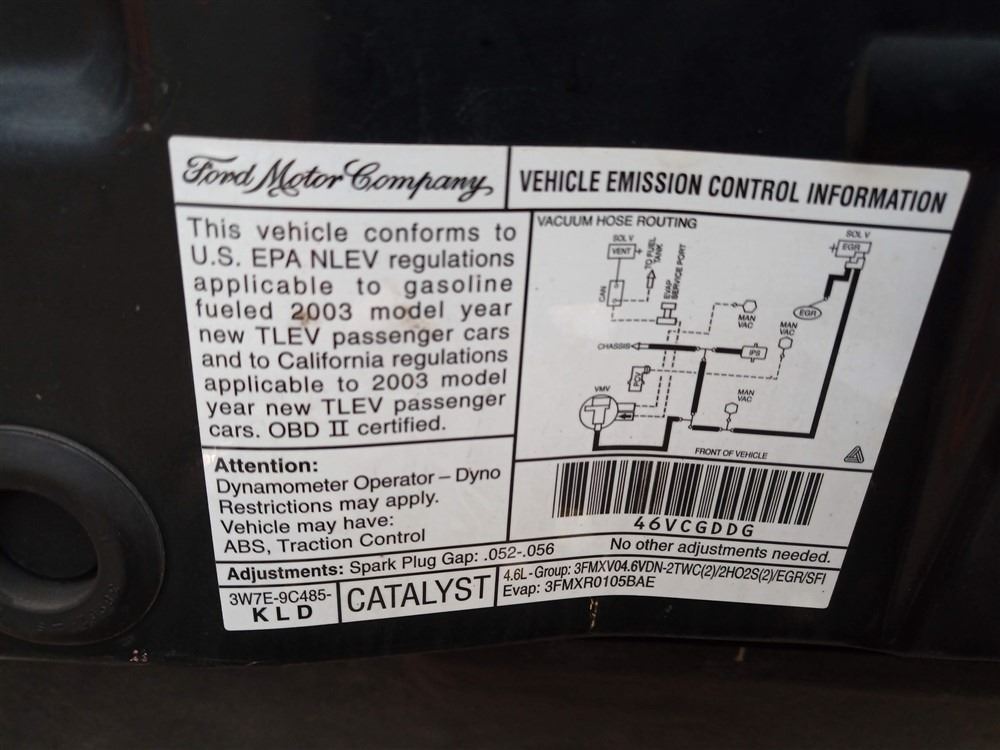 Ford Motor Company
VEHICLE EMISSION CONTROL INFORMATION
This vehicle conforms to
U.S. EPA NLEV regulations
applicable to gasoline
fueled 2003 model year
new TLEV passenger cars
and to California regulations
applicable to 2003 model
year new TLEV passenger
cars. OBD II certified.
Attention:
Dynamometer Operator – Dyno
Restrictions may apply.
Vehicle may have:
ABS, Traction Control
VACUUM HOSE ROUTING
SOL V
VENT
TO FUEL
TANK
EVAP
SERVICE PORT
CAN
SOL V
EGR
EGR
MAN
VAC
MAN
VAC
CHASSIS
IPS
PCV
VMV
MAN
VAC
FRONT OF VEHICLE
46VCGDDG
Adjustments: Spark Plug Gap: .052-.056
No other adjustments needed.
3W7E-9C485-
KLD
CATALYST
4.6L - Group: 3FMXV04.6VDN-2TWC(2)/2HO2S(2)/EGR/SFI
Evap: 3FMXR0105BAE